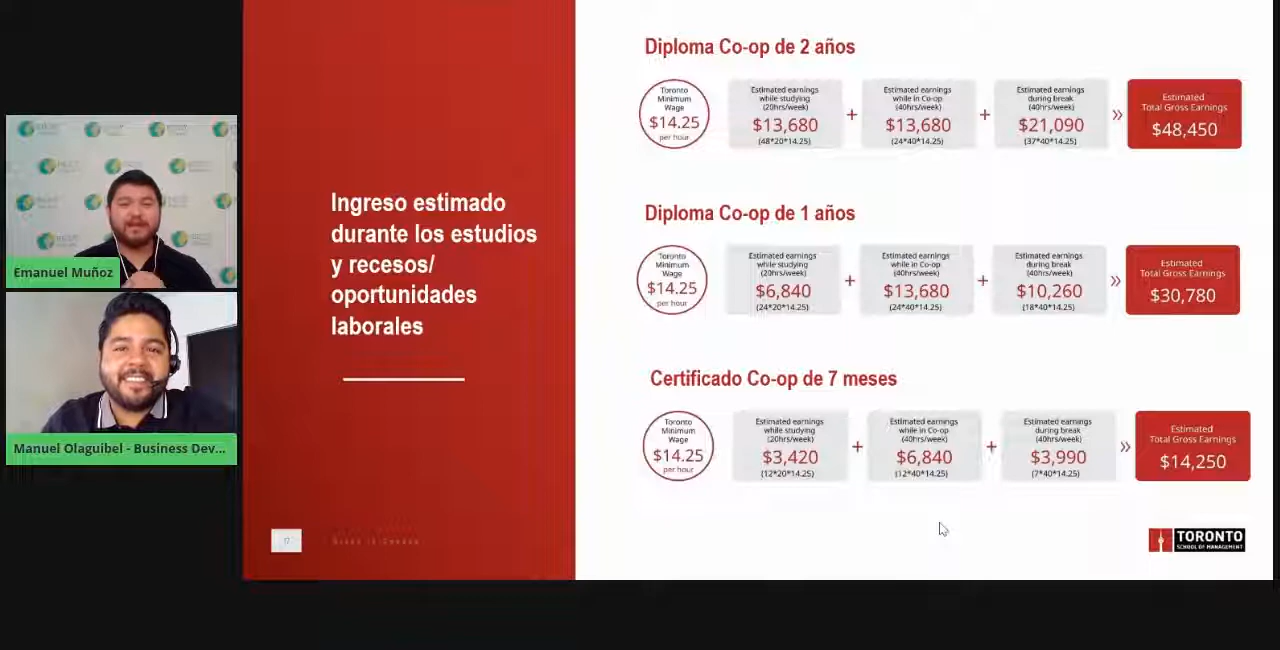 Emanuel Muñoz
Manuel Olaguibel - Business Dev...
Ingreso estimado
durante los estudios
y recesos/
oportunidades
laborales
17
Diploma Co-op de 2 años
Toronto
Minimum
Wage
$14.25
per hour
Estimated earnings
while studying
(20hrs/week)
$13,680
(48*20*14.25)
+
Estimated earnings
while in Co-op
(40hrs/week)
$13,680
(24*40*14.25)
+
Estimated earnings
during break
(40hrs/week)
$21,090
(37*40*14.25)
»
Estimated
Total Gross Earnings
$48,450
Diploma Co-op de 1 años
Toronto
Minimum
Wage
$14.25
per hour
Estimated earnings
while studying
(20hrs/week)
$6,840
(24*20*14.25)
+
Estimated earnings
while in Co-op
(40hrs/week)
$13,680
(24*40*14.25)
+
Estimated earnings
during break
(40hrs/week)
$10,260
(18*40*14.25)
»
Estimated
Total Gross Earnings
$30,780
Certificado Co-op de 7 meses
Toronto
Minimum
Wage
$14.25
per hour
Estimated earnings
while studying
(20hrs/week)
$3,420
(12*20*14.25)
+
Estimated earnings
while in Co-op
(40hrs/week)
$6,840
(12*40*14.25)
+
Estimated earnings
during break
(40hrs/week)
$3,990
(7*40*14.25)
»
Estimated
Total Gross Earnings
$14,250
TORONTO
SCHOOL OF MANAGEMENT